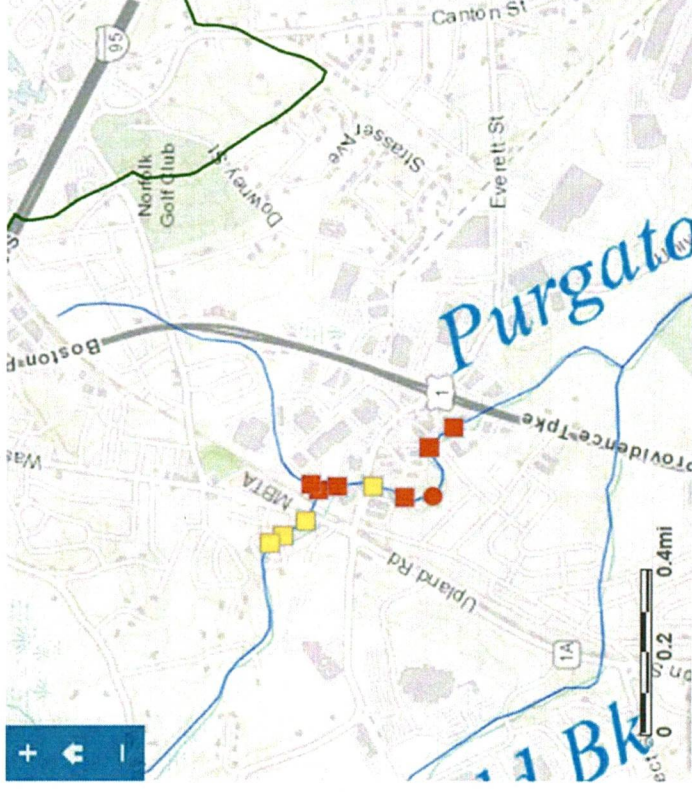 Canton St
95
Norfolk
Golf Club
Downey St
Strasser
Ave
Everett St
Purgato
Boston-P
1
Providence Tpke
Was
MBTA
Upland Rd
1A
0 0.2 0.4mi
d Bk
+
−